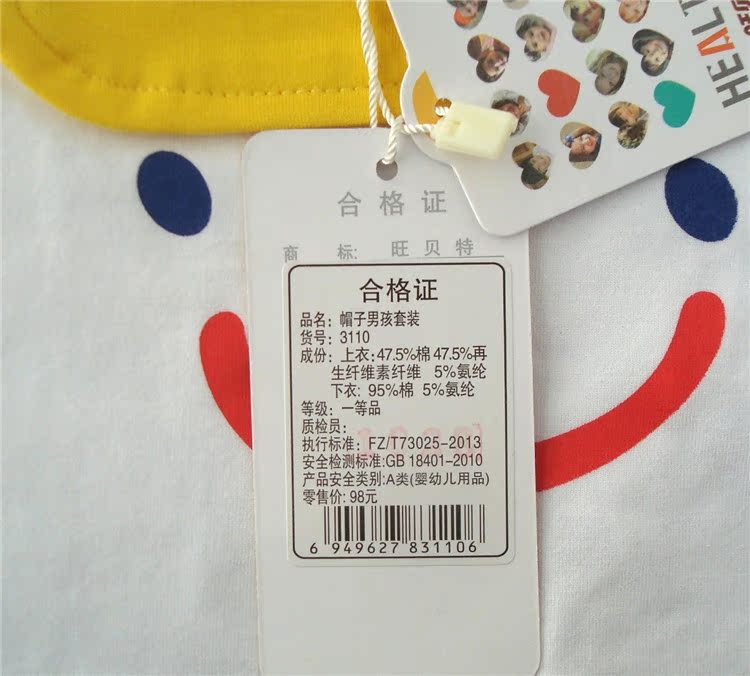 HEALT
合格证
商 标: 旺贝特
合格证
品名: 帽子男孩套装
货号: 3110
成份: 上衣:47.5%棉 47.5%再
生纤维素纤维 5%氨纶
下衣: 95%棉 5%氨纶
等级: 一等品
质检员:
执行标准: FZ/T73025-2013
安全检测标准:GB 18401-2010
产品安全类别:A类(婴幼儿用品)
零售价: 98元
6 949627 831106